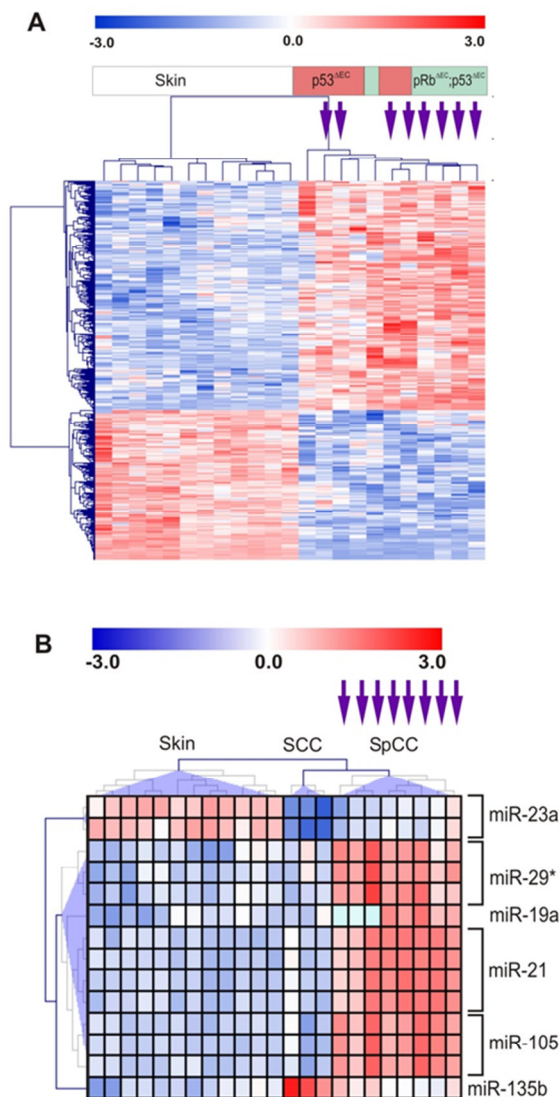 A
-3.0 0.0 3.0
Skin p53ΔEC pRbΔEC;p53ΔEC
B
-3.0 0.0 3.0
Skin SCC SpCC
miR-23a
miR-29*
miR-19a
miR-21
miR-105
miR-135b